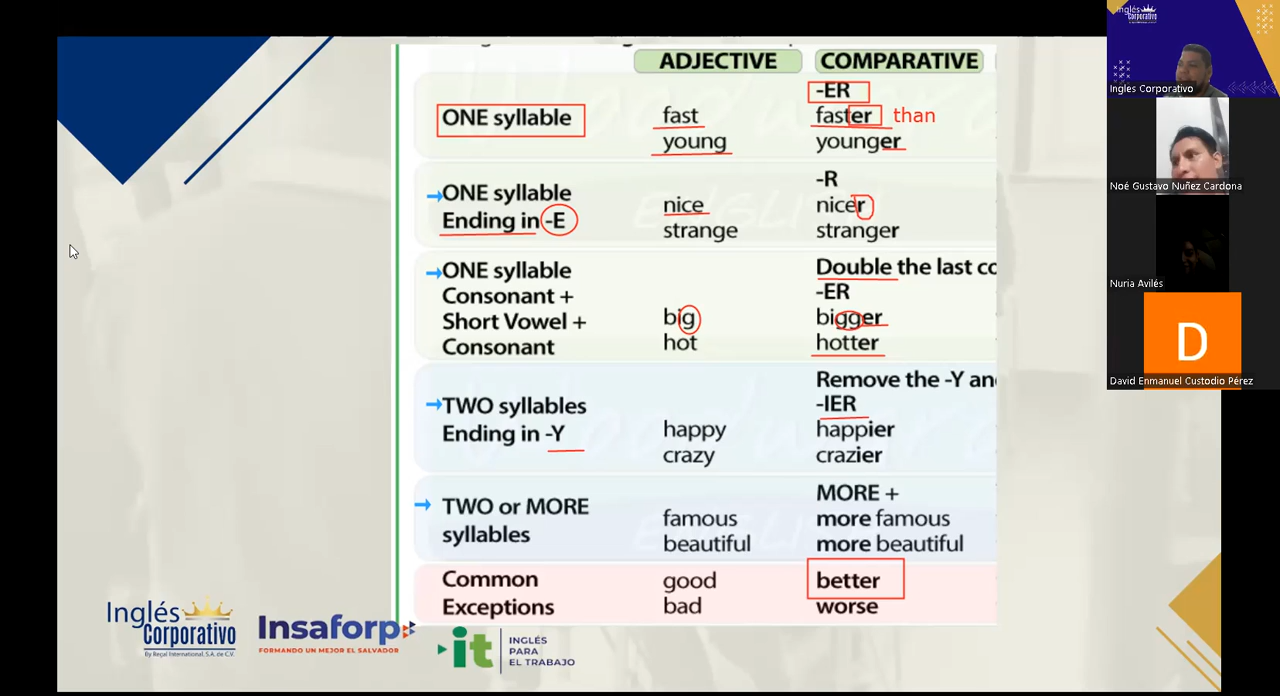 ADJECTIVE COMPARATIVE
-ER
ONE syllable fast faster than
young younger
-R
ONE syllable nice nicer
Ending in -E strange stranger
ONE syllable Double the last
Consonant + -ER
Short Vowel + big bigger
Consonant hot hotter
Remove the -Y
TWO syllables -IER
Ending in -Y happy happier
crazy crazier
MORE +
TWO or MORE famous more famous
syllables beautiful more beautiful
Common good better
Exceptions bad worse
Inglés
Corporativo
By Regal International, S.A. de C.V.
Insaforp
FORMANDO UN MEJOR EL SALVADOR
it
INGLÉS
PARA
EL TRABAJO
Inglés
Corporativo
Ingles Corporativo
Noé Gustavo Nuñez Cardona
Nuria Avilés
D
David Enmanuel Custodio Pérez